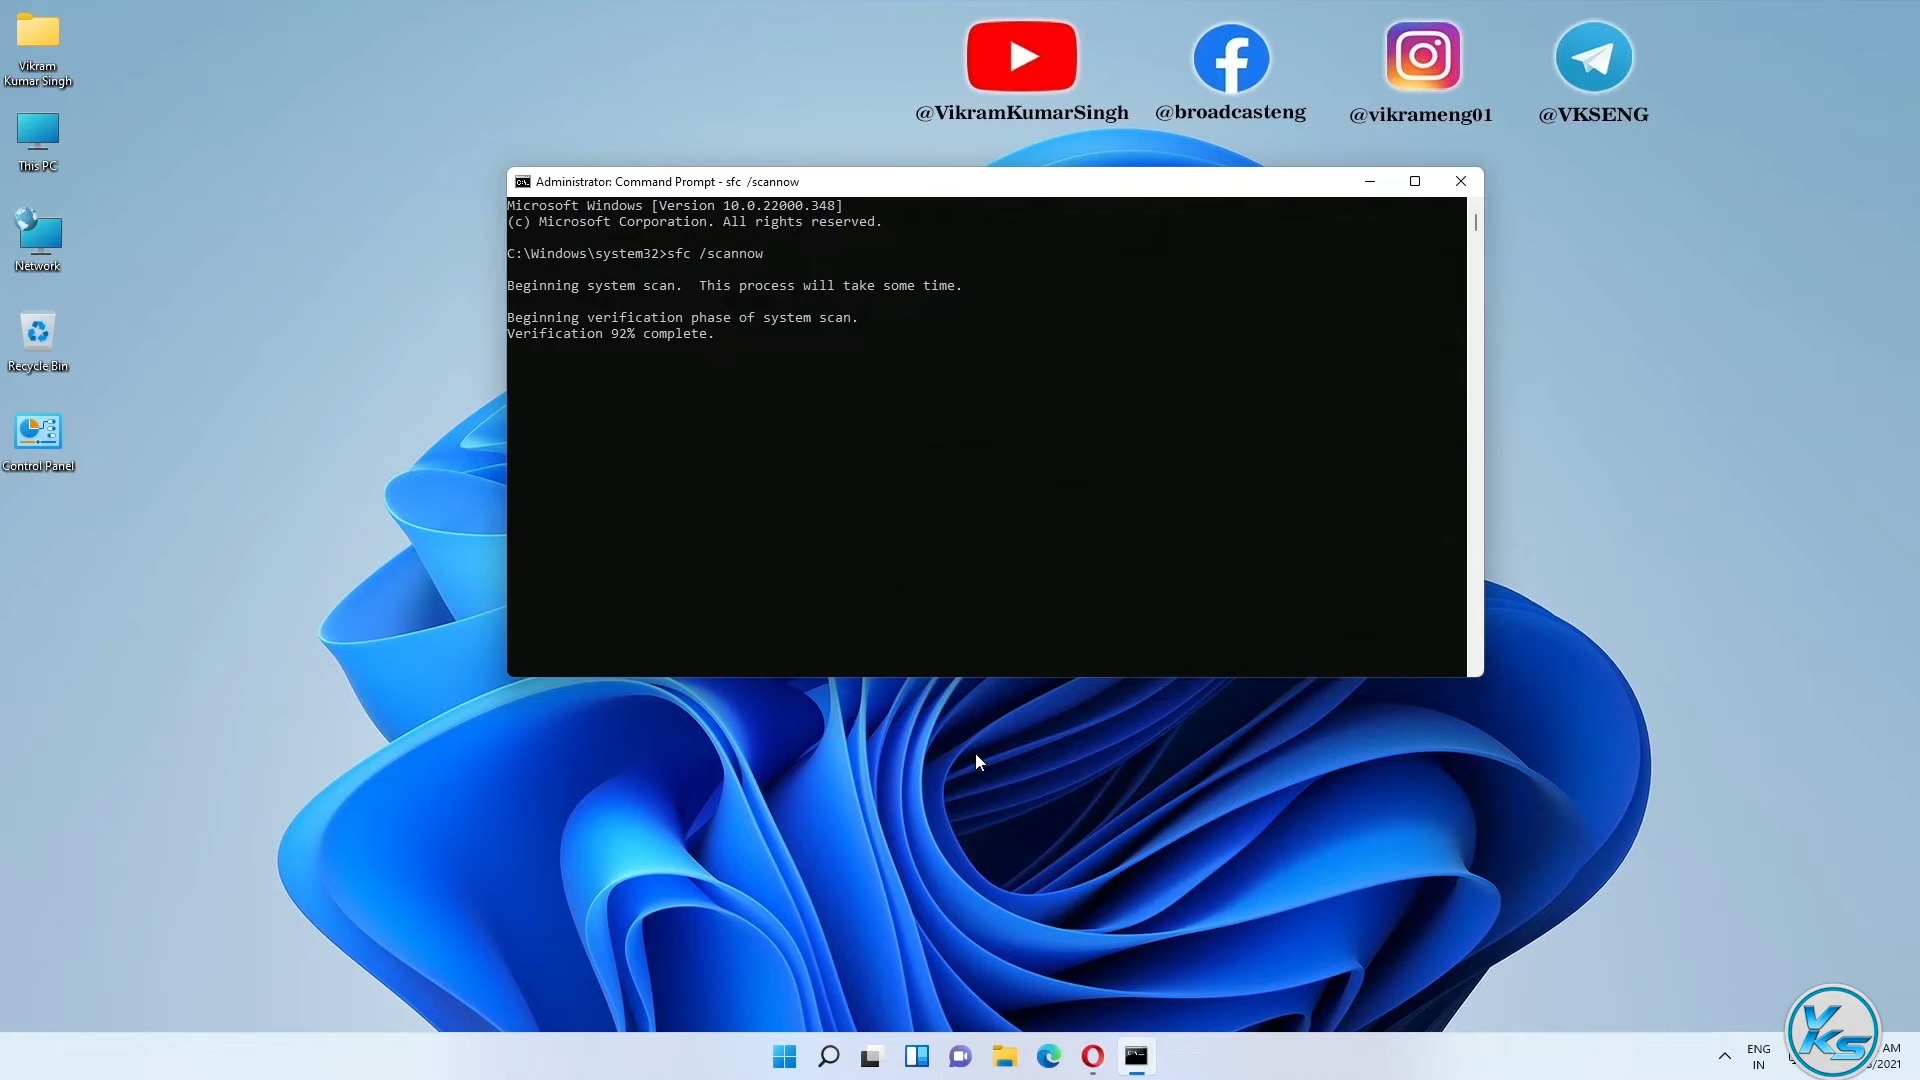 Vikram
Kumar Singh
This PC
Network
Recycle Bin
Control Panel
@VikramKumarSingh
@broadcasteng
@vikrameng01
@VKSENG
Administrator: Command Prompt - sfc  /scannow
Microsoft Windows [Version 10.0.22000.348]
(c) Microsoft Corporation. All rights reserved.
C:\Windows\system32>sfc /scannow
Beginning system scan.  This process will take some time.
Beginning verification phase of system scan.
Verification 92% complete.
ENG
IN
AM
/2021
VKS